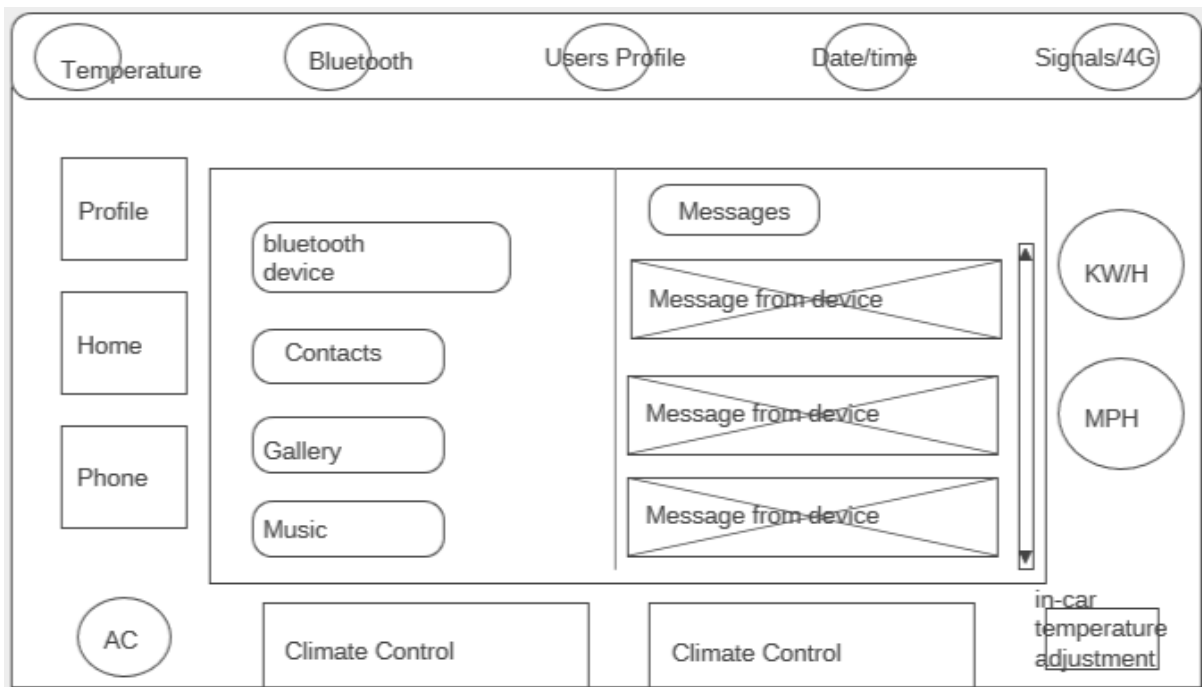 Temperature
Bluetooth
Users Profile
Date/time
Signals/4G
Profile
Home
Phone
bluetooth
device
Contacts
Gallery
Music
Messages
Message from device
Message from device
Message from device
KW/H
MPH
AC
Climate Control
Climate Control
in-car
temperature
adjustment